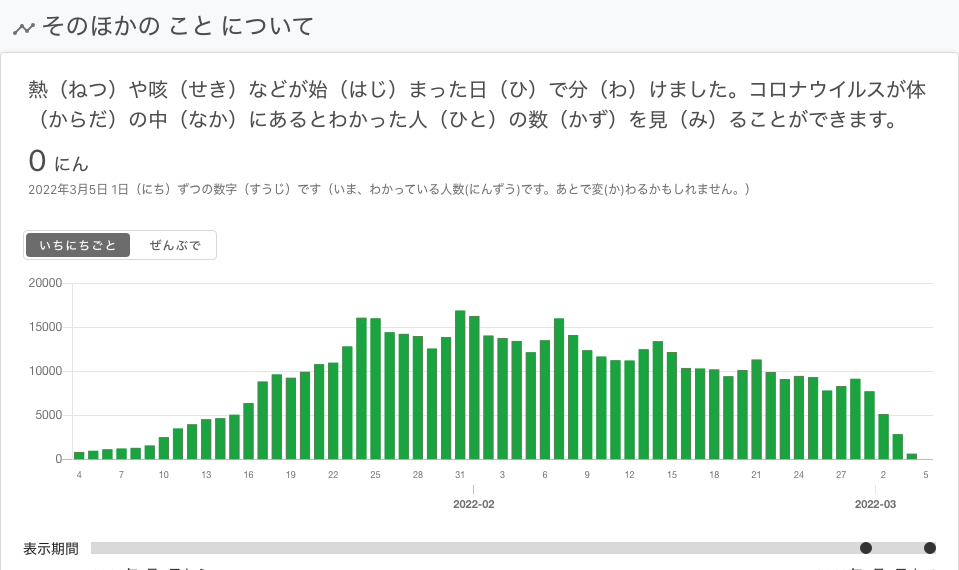 そのほかの こと について
熱（ねつ）や咳（せき）などが始（はじ）まった日（ひ）で分（わ）けました。コロナウイルスが体
（からだ）の中（なか）にあるとわかった人（ひと）の数（かず）を見（み）ることができます。
0 にん
2022年3月5日 1日（にち）ずつの数字（すうじ）です（いま、わかっている人数(にんずう)です。あとで変(か)わるかもしれません。）
いちにちごと ぜんぶで
20000
15000
10000
5000
0
4 7 10 13 16 19 22 25 28 31 3 6 9 12 15 18 21 24 27 2 5
2022-02 2022-03
表示期間